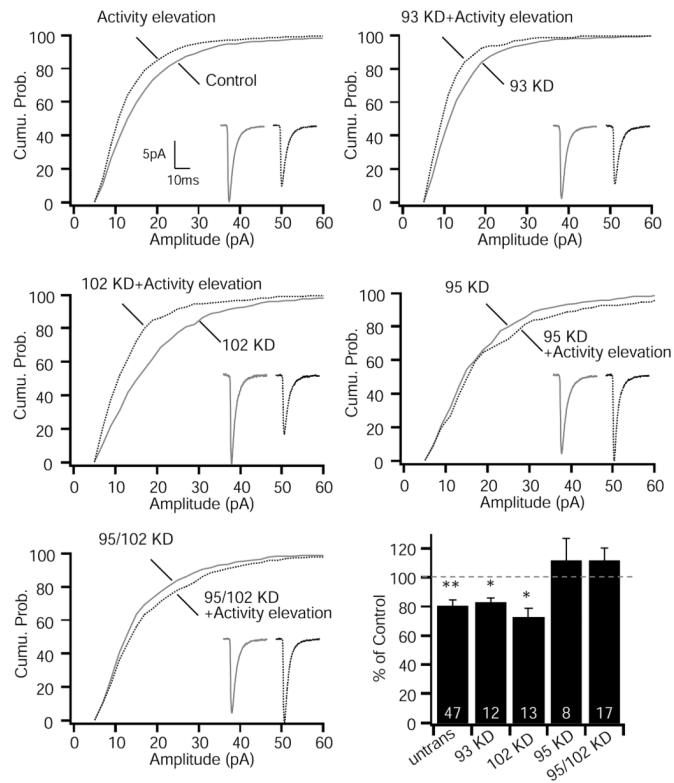 Activity elevation
Control
Cumu. Prob.
100
80
60
40
20
0
5pA
10ms
0 10 20 30 40 50 60
Amplitude (pA)
93 KD+Activity elevation
93 KD
Cumu. Prob.
100
80
60
40
20
0
0 10 20 30 40 50 60
Amplitude (pA)
102 KD+Activity elevation
102 KD
Cumu. Prob.
100
80
60
40
20
0
0 10 20 30 40 50 60
Amplitude (pA)
95 KD
95 KD
+Activity elevation
Cumu. Prob.
100
80
60
40
20
0
0 10 20 30 40 50 60
Amplitude (pA)
95/102 KD
95/102 KD
+Activity elevation
Cumu. Prob.
100
80
60
40
20
0
0 10 20 30 40 50 60
Amplitude (pA)
% of Control
120
100
80
60
40
20
0
** * *
47 12 13 8 17
untrans 93 KD 102 KD 95 KD 95/102 KD